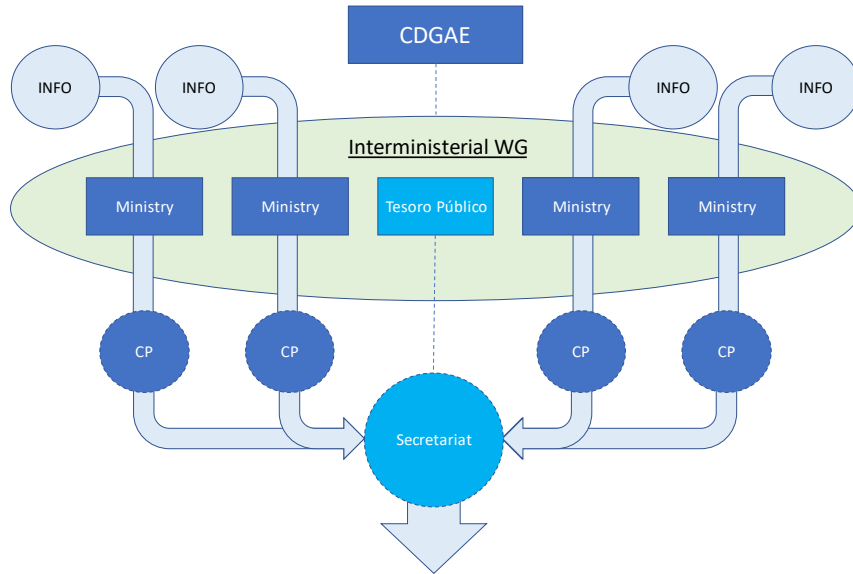 CDGAE
INFO
INFO
INFO
INFO
Interministerial WG
Ministry
Ministry
Tesoro Público
Ministry
Ministry
CP
CP
CP
CP
Secretariat